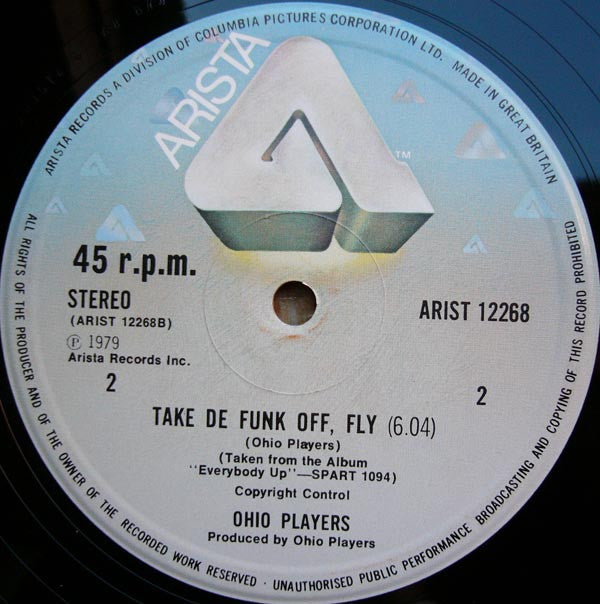 ARISTA RECORDS A DIVISION OF COLUMBIA PICTURES CORPORATION LTD. MADE IN GREAT BRITAIN
ARISTA
TM
45 r.p.m.
STEREO
(ARIST 12268B)
ARIST 12268
Ⓟ 1979
Arista Records Inc.
2
2
TAKE DE FUNK OFF, FLY (6.04)
(Ohio Players)
(Taken from the Album
"Everybody Up"—SPART 1094)
Copyright Control
OHIO PLAYERS
Produced by Ohio Players
ALL RIGHTS OF THE PRODUCER AND OF THE OWNER OF THE RECORDED WORK RESERVED · UNAUTHORISED PUBLIC PERFORMANCE BROADCASTING AND COPYING OF THIS RECORD PROHIBITED